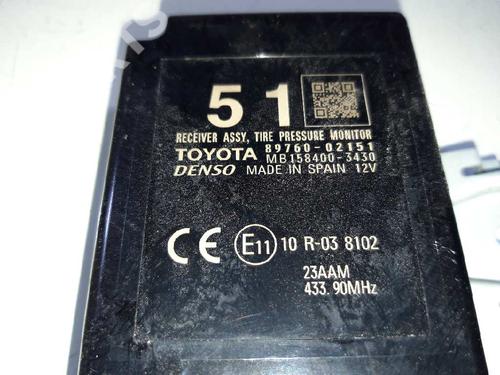 51
RECEIVER ASSY, TIRE PRESSURE MONITOR
TOYOTA 89760-02151
MB158400-3430
DENSO MADE IN SPAIN 12V
CE E11 10 R-03 8102
23AAM
433.90MHz